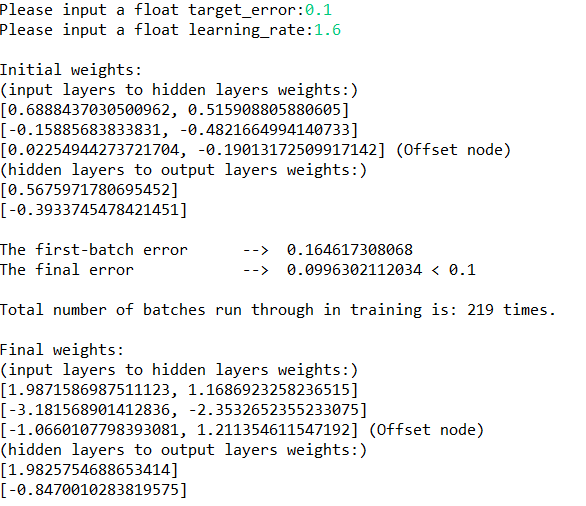 Please input a float target_error:0.1
Please input a float learning_rate:1.6
Initial weights:
(input layers to hidden layers weights:)
[0.6888437030500962, 0.515908805880605]
[-0.15885683833831, -0.4821664994140733]
[0.02254944273721704, -0.19013172509917142] (Offset node)
(hidden layers to output layers weights:)
[0.5675971780695452]
[-0.3933745478421451]
The first-batch error --> 0.164617308068
The final error --> 0.0996302112034 < 0.1
Total number of batches run through in training is: 219 times.
Final weights:
(input layers to hidden layers weights:)
[1.9871586987511123, 1.1686923258236515]
[-3.181568901412836, -2.3532652355233075]
[-1.0660107798393081, 1.211354611547192] (Offset node)
(hidden layers to output layers weights:)
[1.9825754688653414]
[-0.8470010283819575]